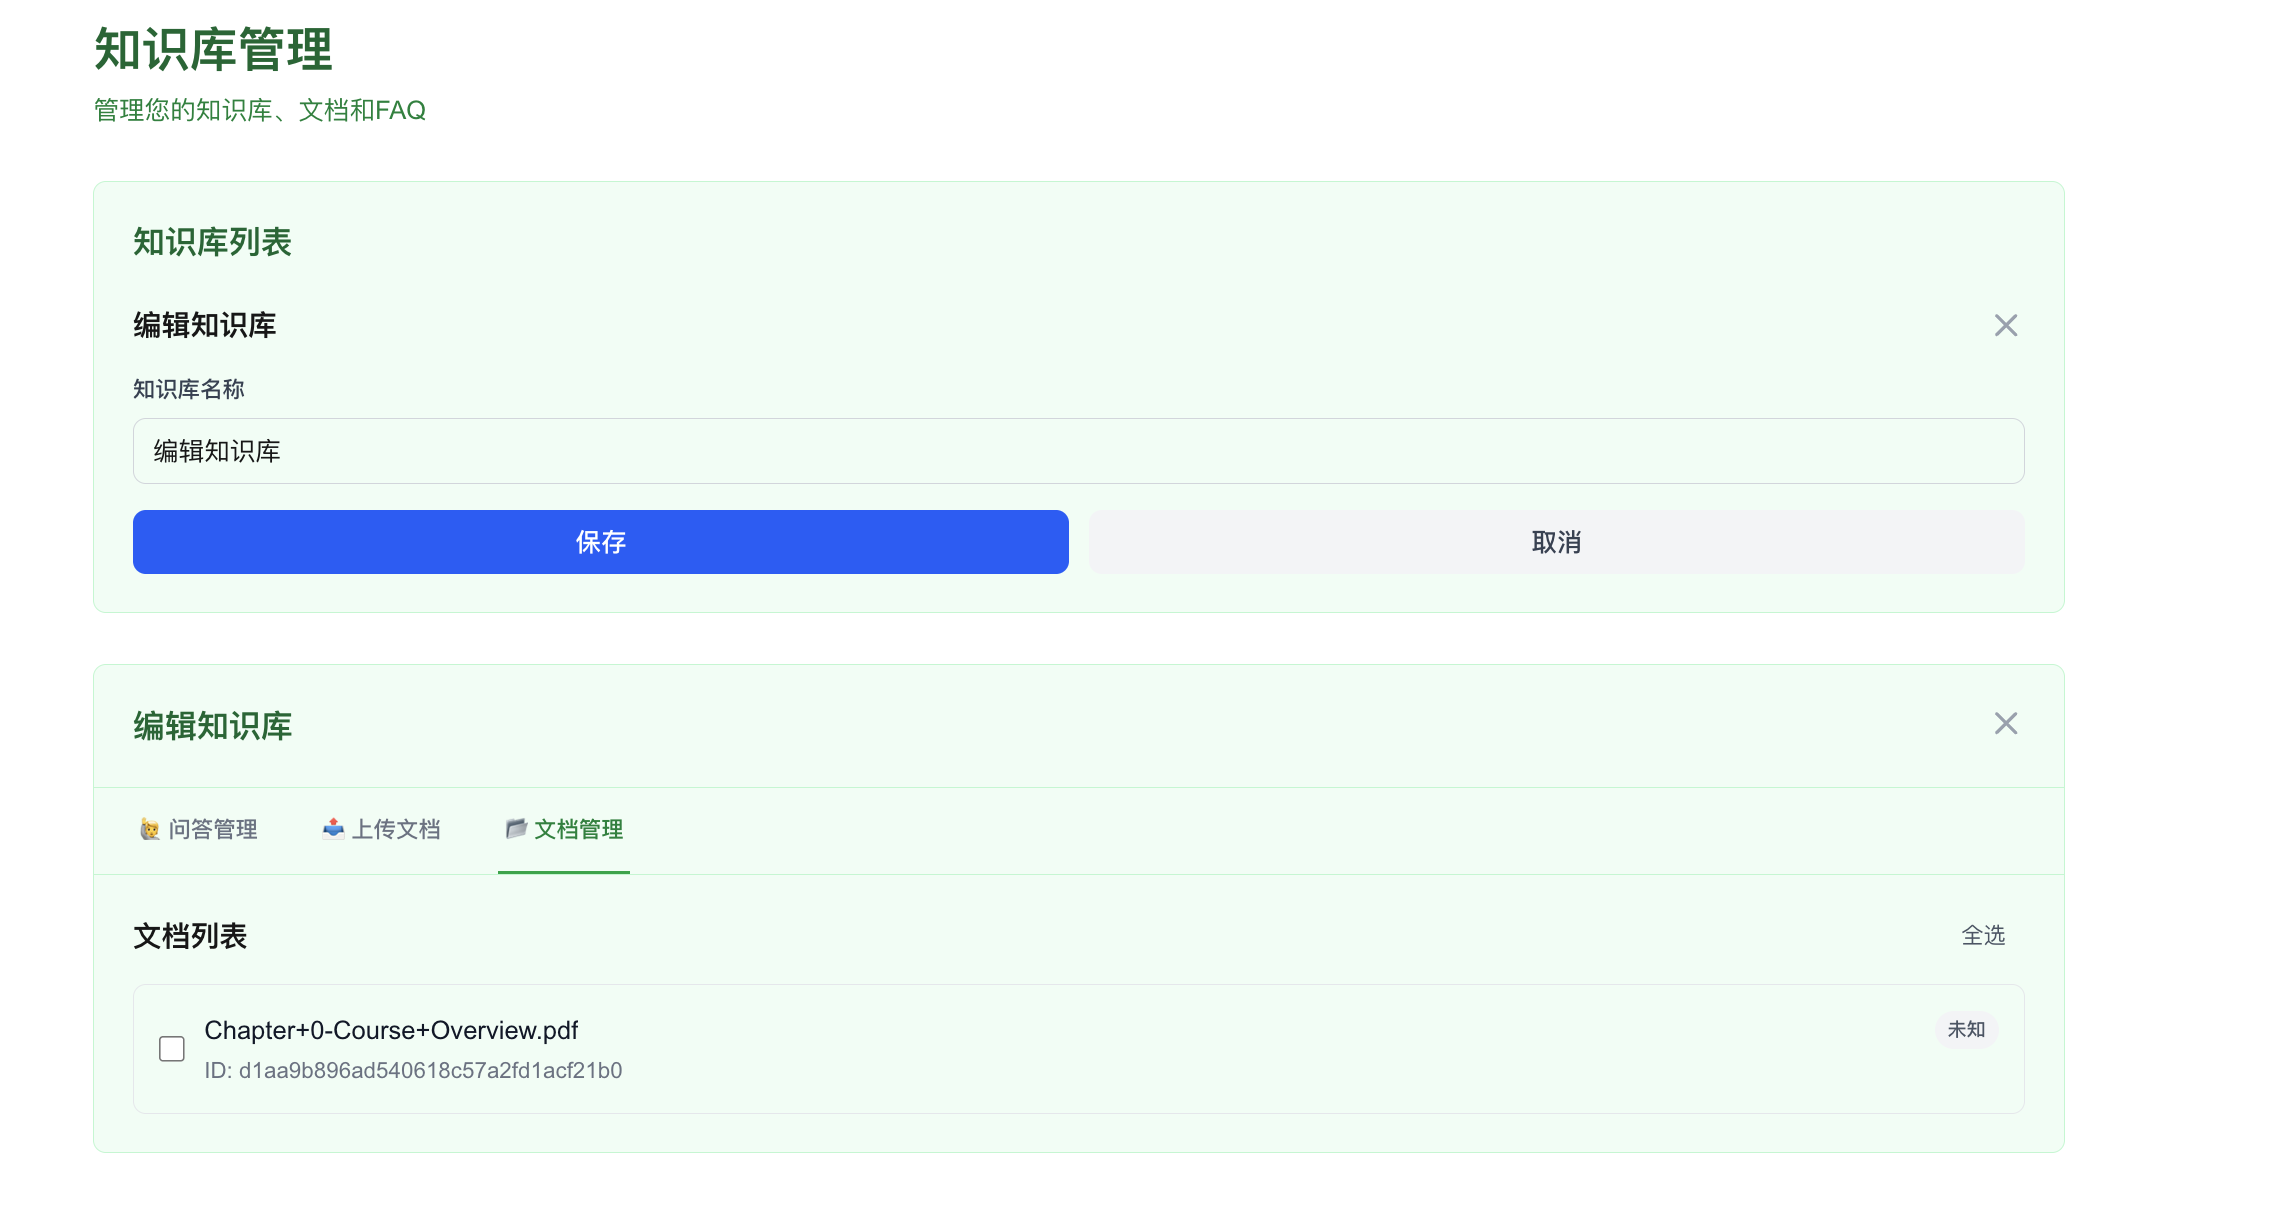 知识库管理
管理您的知识库、文档和FAQ
知识库列表
编辑知识库
知识库名称
编辑知识库
保存
取消
编辑知识库
问答管理
上传文档
文档管理
文档列表
全选
Chapter+0-Course+Overview.pdf
未知
ID: d1aa9b896ad540618c57a2fd1acf21b0